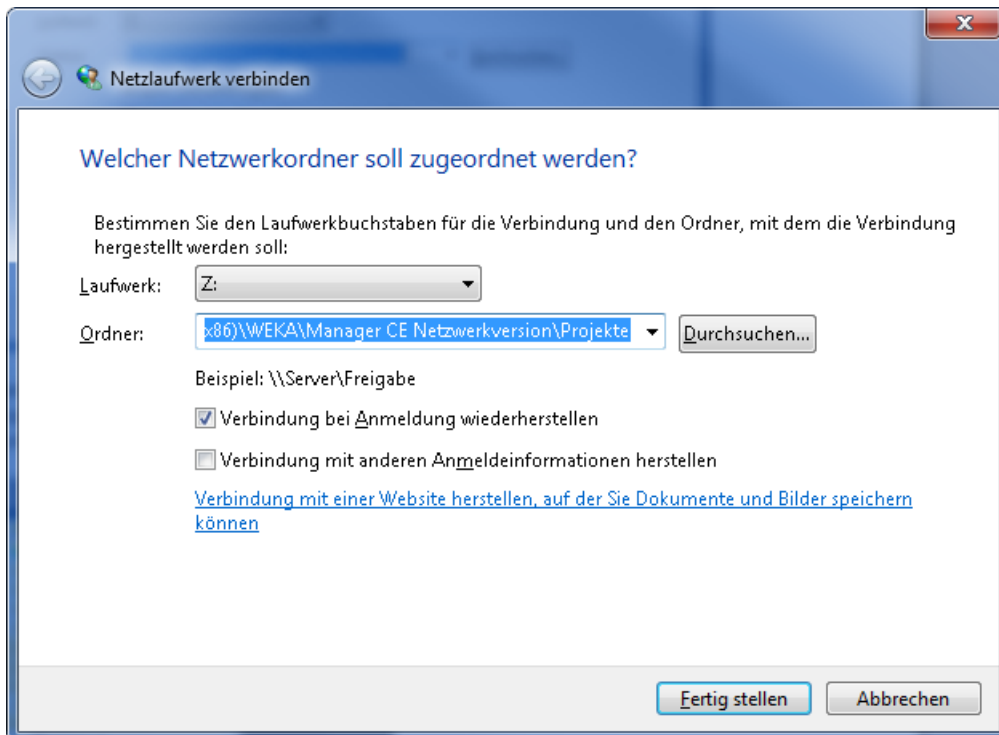 Netzlaufwerk verbinden
Welcher Netzwerkordner soll zugeordnet werden?
Bestimmen Sie den Laufwerkbuchstaben für die Verbindung und den Ordner, mit dem die Verbindung
hergestellt werden soll:
Laufwerk: Z:
Ordner: x86)\WEKA\Manager CE Netzwerkversion\Projekte Durchsuchen...
Beispiel: \\Server\Freigabe
Verbindung bei Anmeldung wiederherstellen
Verbindung mit anderen Anmeldeinformationen herstellen
Verbindung mit einer Website herstellen, auf der Sie Dokumente und Bilder speichern
können
Fertig stellen Abbrechen